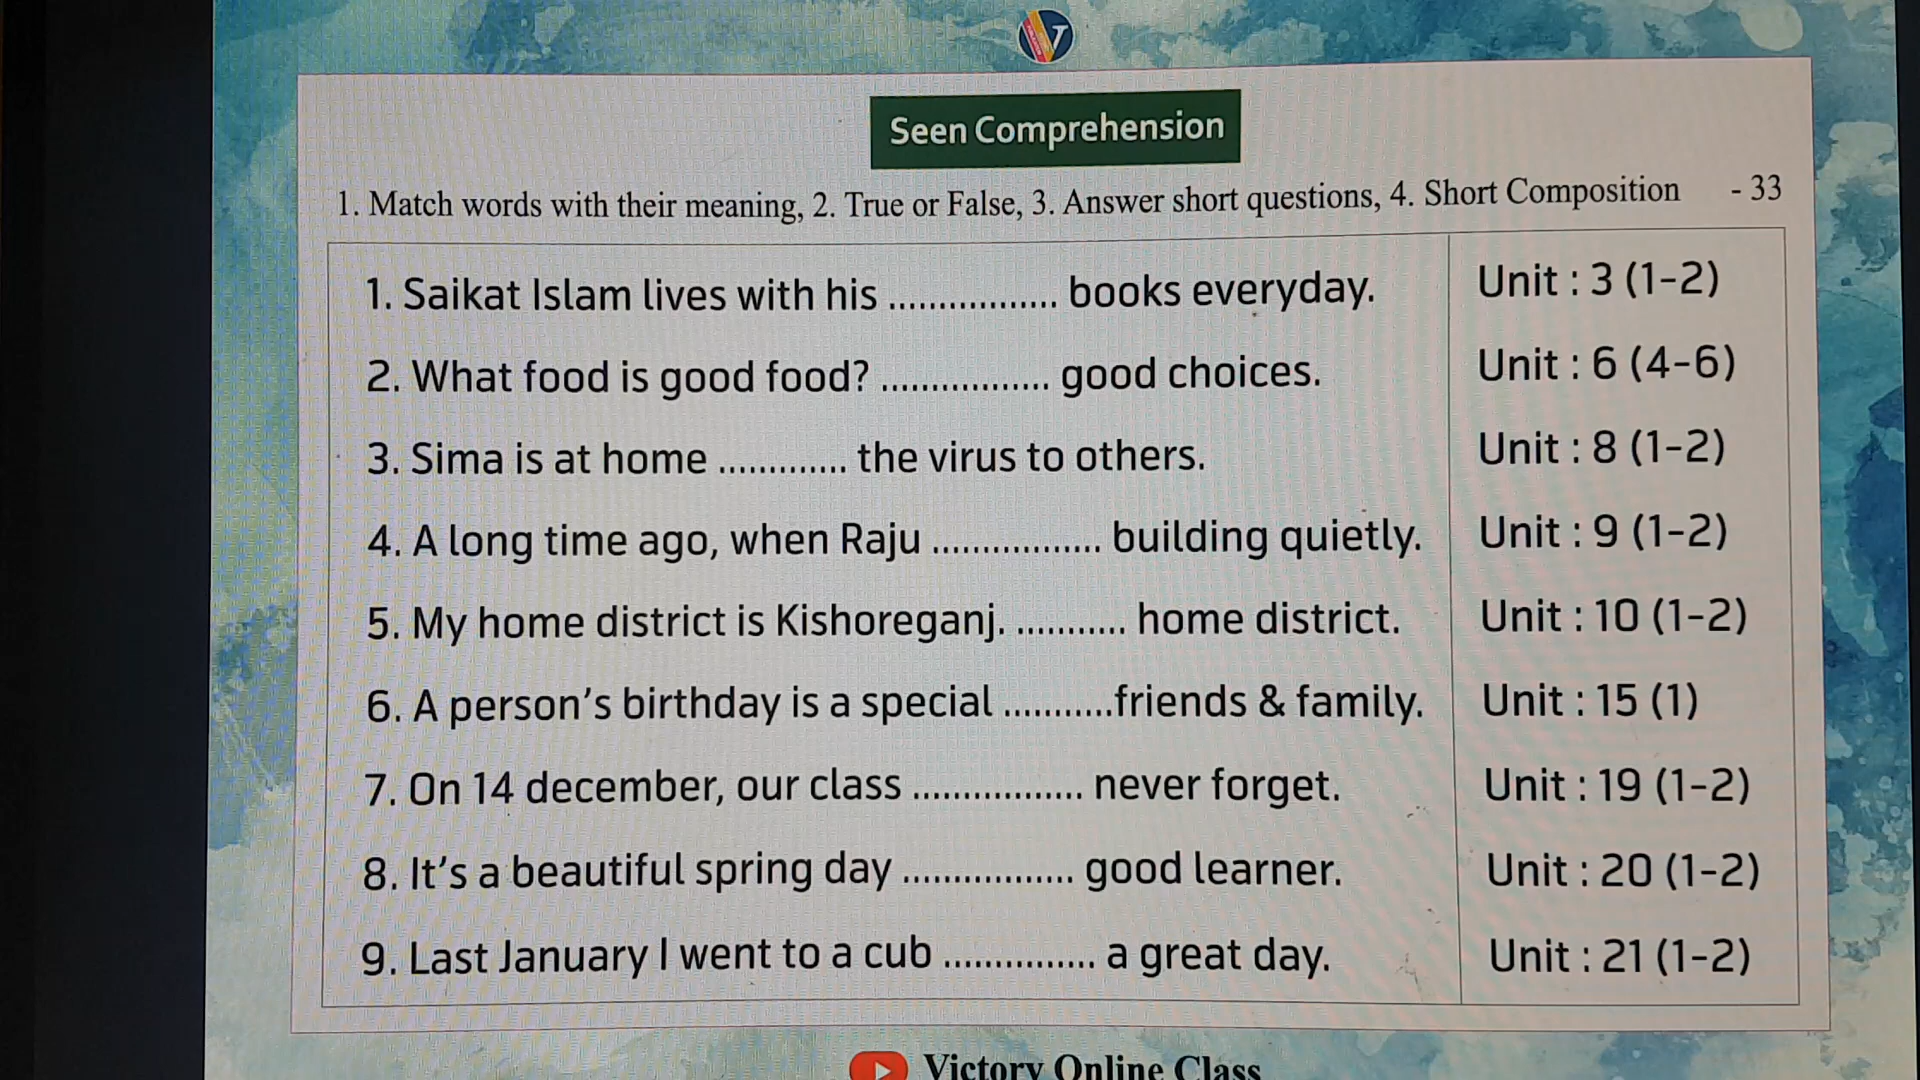 V
Seen Comprehension
1. Match words with their meaning, 2. True or False, 3. Answer short questions, 4. Short Composition - 33
1. Saikat Islam lives with his ................. books everyday. Unit : 3 (1-2)
2. What food is good food? ................. good choices. Unit : 6 (4-6)
3. Sima is at home ............. the virus to others. Unit : 8 (1-2)
4. A long time ago, when Raju ................. building quietly. Unit : 9 (1-2)
5. My home district is Kishoreganj. ........... home district. Unit : 10 (1-2)
6. A person's birthday is a special ...........friends & family. Unit : 15 (1)
7. On 14 december, our class ................. never forget. Unit : 19 (1-2)
8. It's a beautiful spring day ................. good learner. Unit : 20 (1-2)
9. Last January I went to a cub ............... a great day. Unit : 21 (1-2)
Victory Online Class